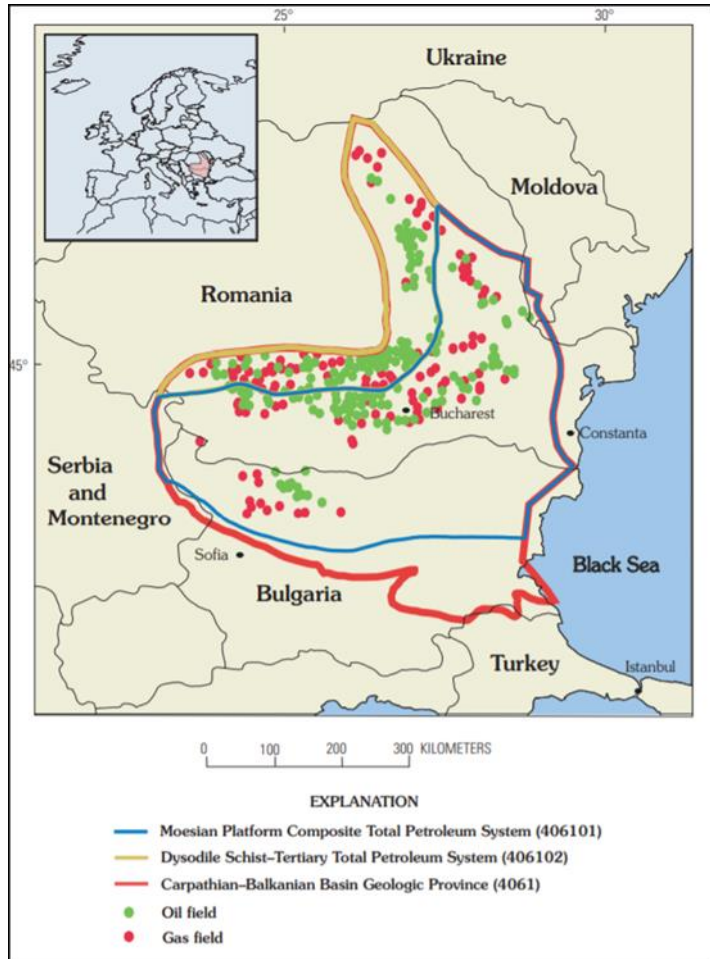 25°
30°
Ukraine
Moldova
Romania
45°
Bucharest
Constanta
Serbia
and
Montenegro
Sofia
Black Sea
Bulgaria
Turkey
Istanbul
0 100 200 300 KILOMETERS
EXPLANATION
Moesian Platform Composite Total Petroleum System (406101)
Dysodile Schist–Tertiary Total Petroleum System (406102)
Carpathian–Balkanian Basin Geologic Province (4061)
Oil field
Gas field